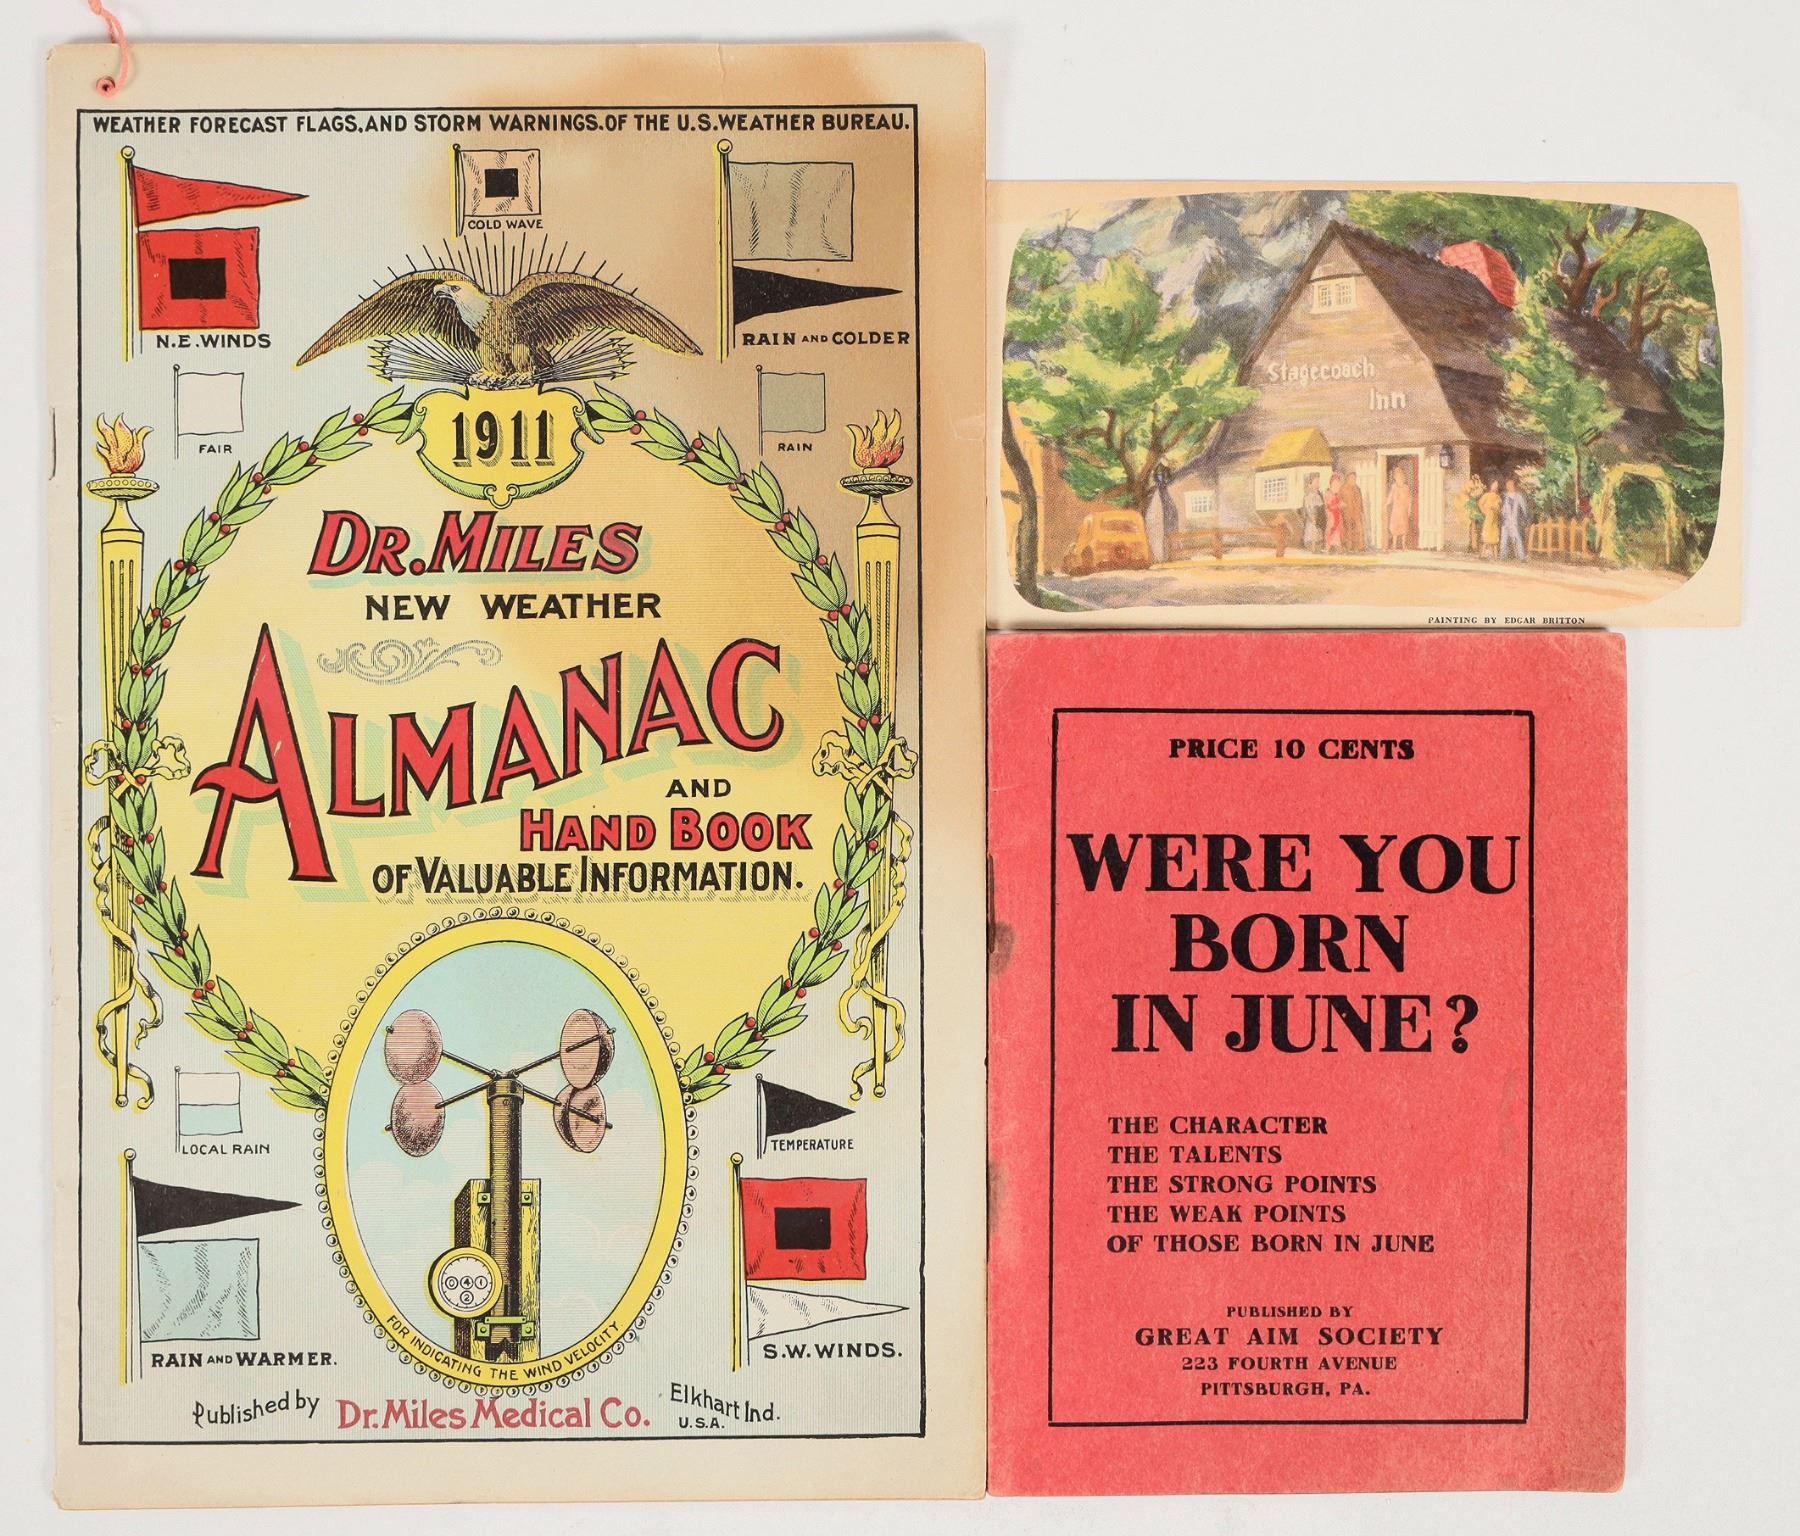 WEATHER FORECAST FLAGS, AND STORM WARNINGS. OF THE U.S. WEATHER BUREAU.
N.E. WINDS
COLD WAVE
RAIN AND COLDER
FAIR
1911
RAIN
DR. MILES
NEW WEATHER
ALMANAC
AND
HAND BOOK
OF VALUABLE INFORMATION.
LOCAL RAIN
TEMPERATURE
0 4 1
2
FOR INDICATING THE WIND VELOCITY.
RAIN AND WARMER.
S.W. WINDS.
Published by Dr. Miles Medical Co. Elkhart Ind.
U.S.A.
Stagecoach
Inn
PAINTING BY EDGAR BRITTON
PRICE 10 CENTS
WERE YOU
BORN
IN JUNE?
THE CHARACTER
THE TALENTS
THE STRONG POINTS
THE WEAK POINTS
OF THOSE BORN IN JUNE
PUBLISHED BY
GREAT AIM SOCIETY
223 FOURTH AVENUE
PITTSBURGH, PA.